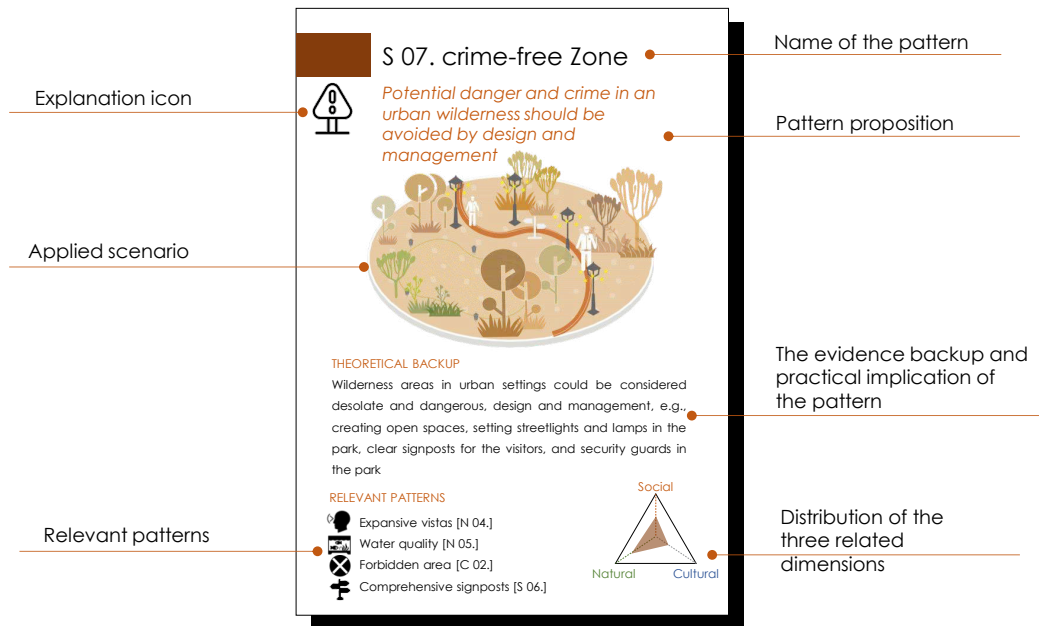 S 07. crime-free Zone
Name of the pattern
Explanation icon
Potential danger and crime in an
urban wilderness should be
avoided by design and
management
Pattern proposition
Applied scenario
THEORETICAL BACKUP
Wilderness areas in urban settings could be considered
desolate and dangerous, design and management, e.g.,
creating open spaces, setting streetlights and lamps in the
park, clear signposts for the visitors, and security guards in
the park
The evidence backup and
practical implication of
the pattern
RELEVANT PATTERNS
Expansive vistas [N 04.]
Water quality [N 05.]
Forbidden area [C 02.]
Comprehensive signposts [S 06.]
Relevant patterns
Social
Natural
Cultural
Distribution of the
three related
dimensions